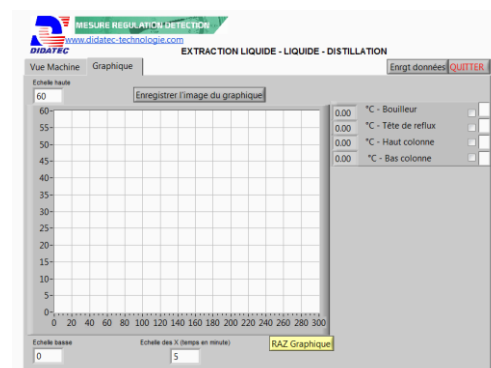 MESURE REGULATION DETECTION
www.didatec-technologie.com
DIDATEC
EXTRACTION LIQUIDE - LIQUIDE - DISTILLATION
Vue Machine Graphique Enrgt données QUITTER
Echelle haute
60 Enregistrer l'image du graphique
60
55
50
45
40
35
30
25
20
15
10
5
0
0 20 40 60 80 100 120 140 160 180 200 220 240 260 280 300
0.00 °C - Bouilleur
0.00 °C - Tête de reflux
0.00 °C - Haut colonne
0.00 °C - Bas colonne
Echelle basse Echelle des X (temps en minute) RAZ Graphique
0 5